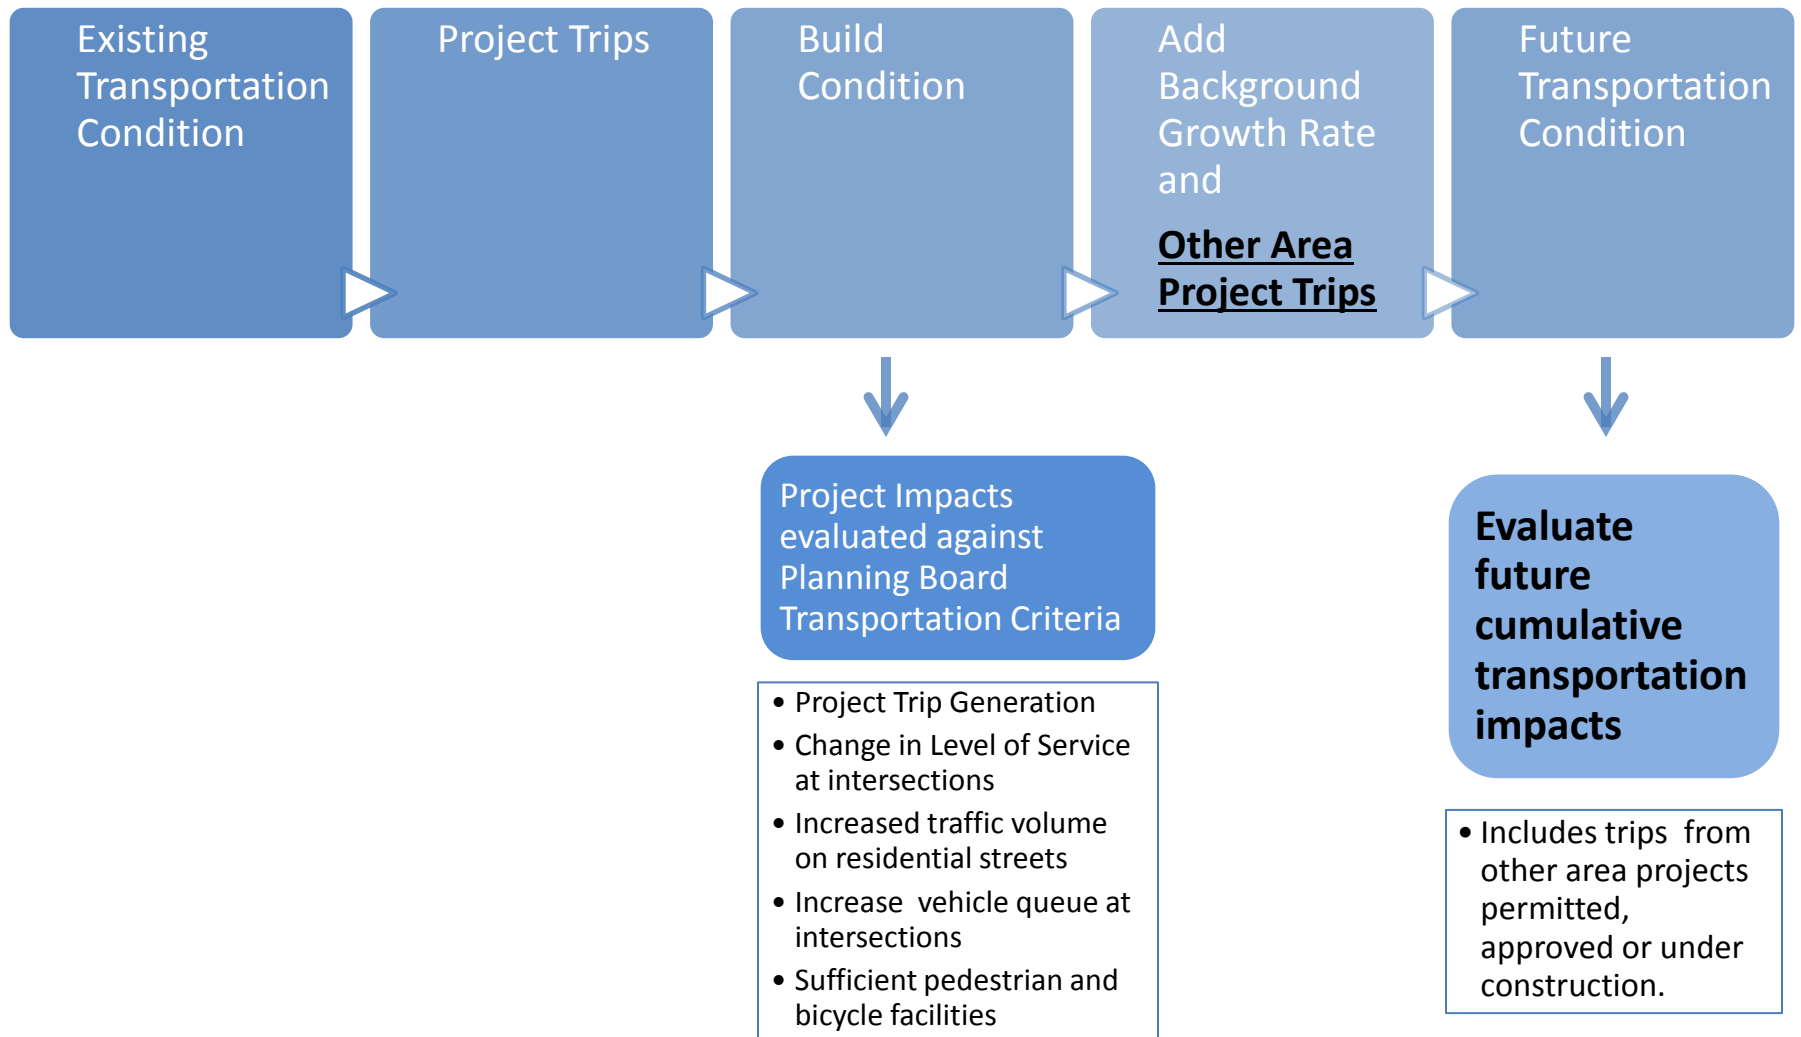 Existing
Transportation
Condition
Project Trips
Build
Condition
Add
Background
Growth Rate
and
Other Area
Project Trips
Future
Transportation
Condition
Project Impacts
evaluated against
Planning Board
Transportation Criteria
• Project Trip Generation
• Change in Level of Service
at intersections
• Increased traffic volume
on residential streets
• Increase  vehicle queue at
intersections
• Sufficient pedestrian and
bicycle facilities
Evaluate
future
cumulative
transportation
impacts
• Includes trips  from
other area projects
permitted,
approved or under
construction.